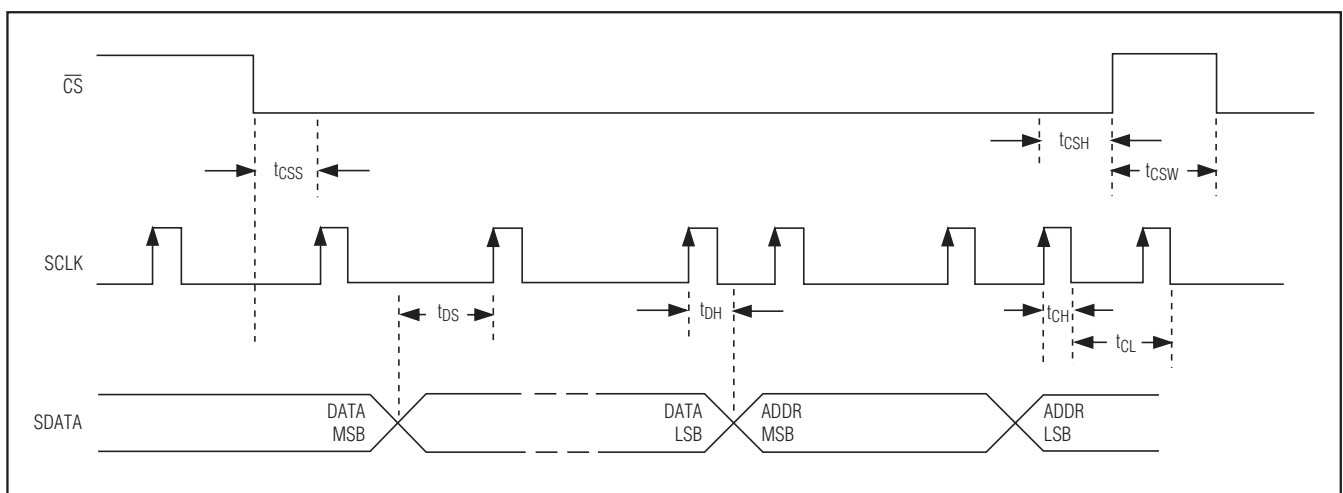 CS
tCSH
tCSS
tCSW
SCLK
tDS
tDH
tCH
tCL
SDATA
DATA
MSB
DATA
LSB
ADDR
MSB
ADDR
LSB